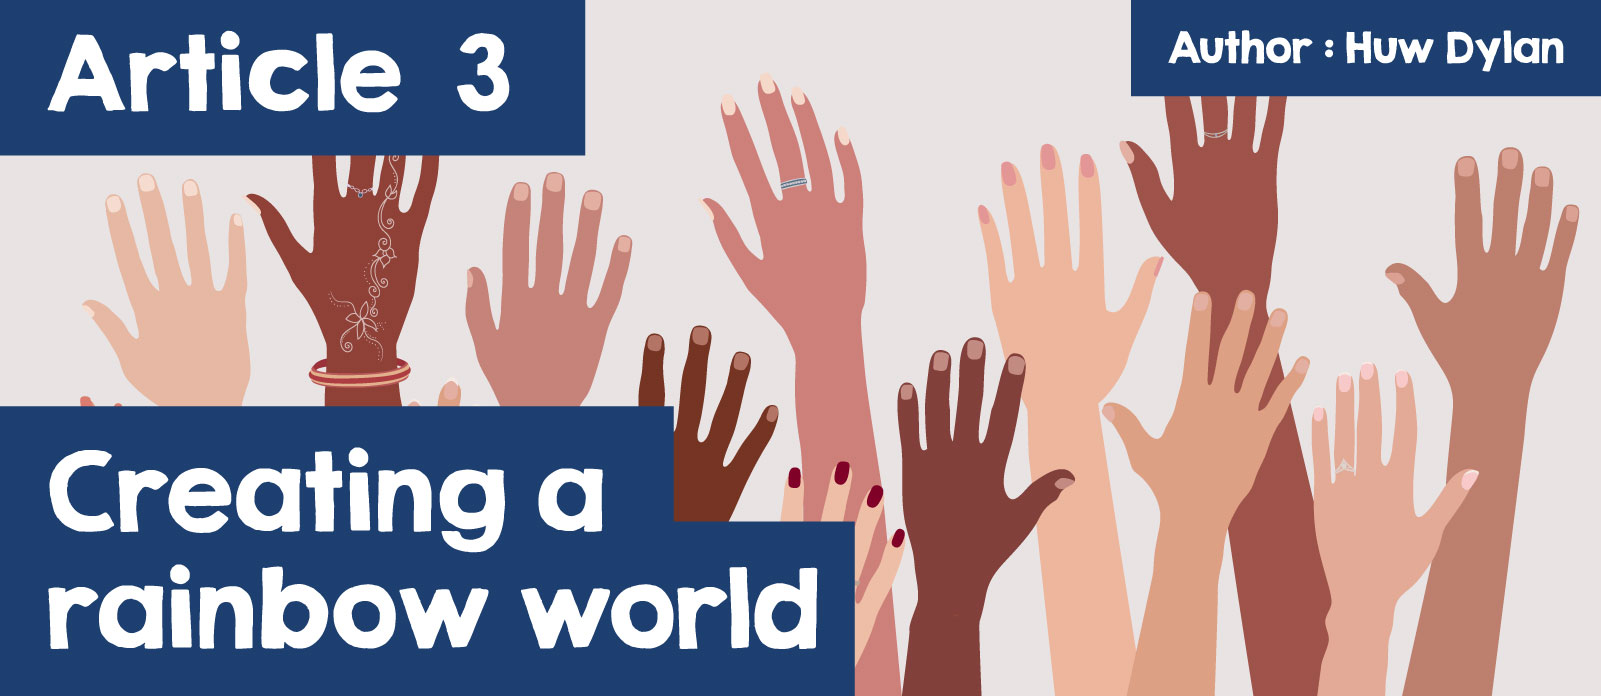 Article 3
Author : Huw Dylan
Creating a
rainbow world